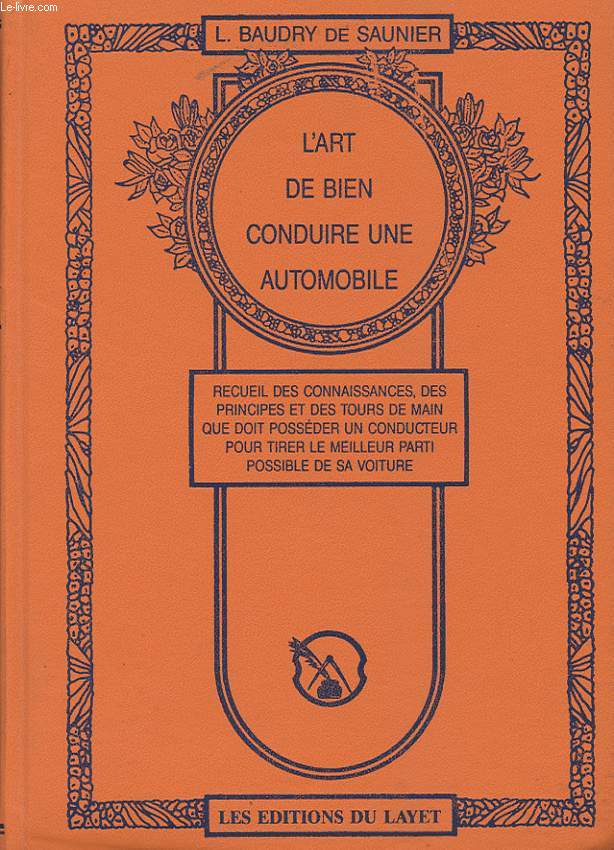 Le-livre.com
L. BAUDRY DE SAUNIER
L'ART
DE BIEN
CONDUIRE UNE
AUTOMOBILE
RECUEIL DES CONNAISSANCES, DES
PRINCIPES ET DES TOURS DE MAIN
QUE DOIT POSSÉDER UN CONDUCTEUR
POUR TIRER LE MEILLEUR PARTI
POSSIBLE DE SA VOITURE
LES EDITIONS DU LAYET